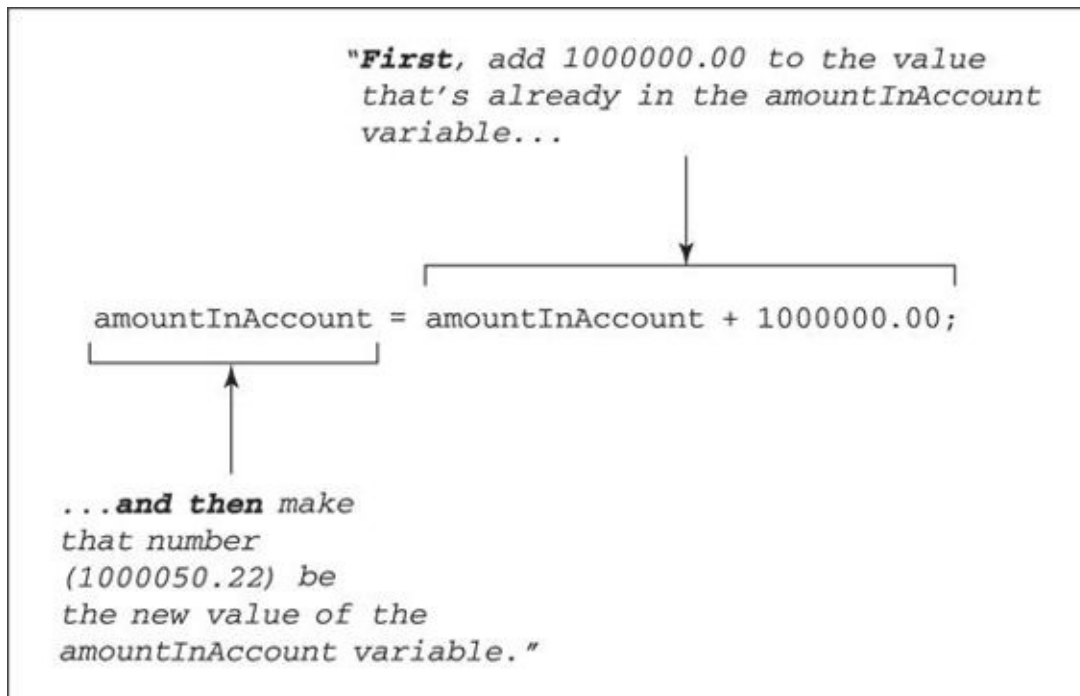 "First, add 1000000.00 to the value
that's already in the amountInAccount
variable...
amountInAccount = amountInAccount + 1000000.00;
...and then make
that number
(1000050.22) be
the new value of the
amountInAccount variable."